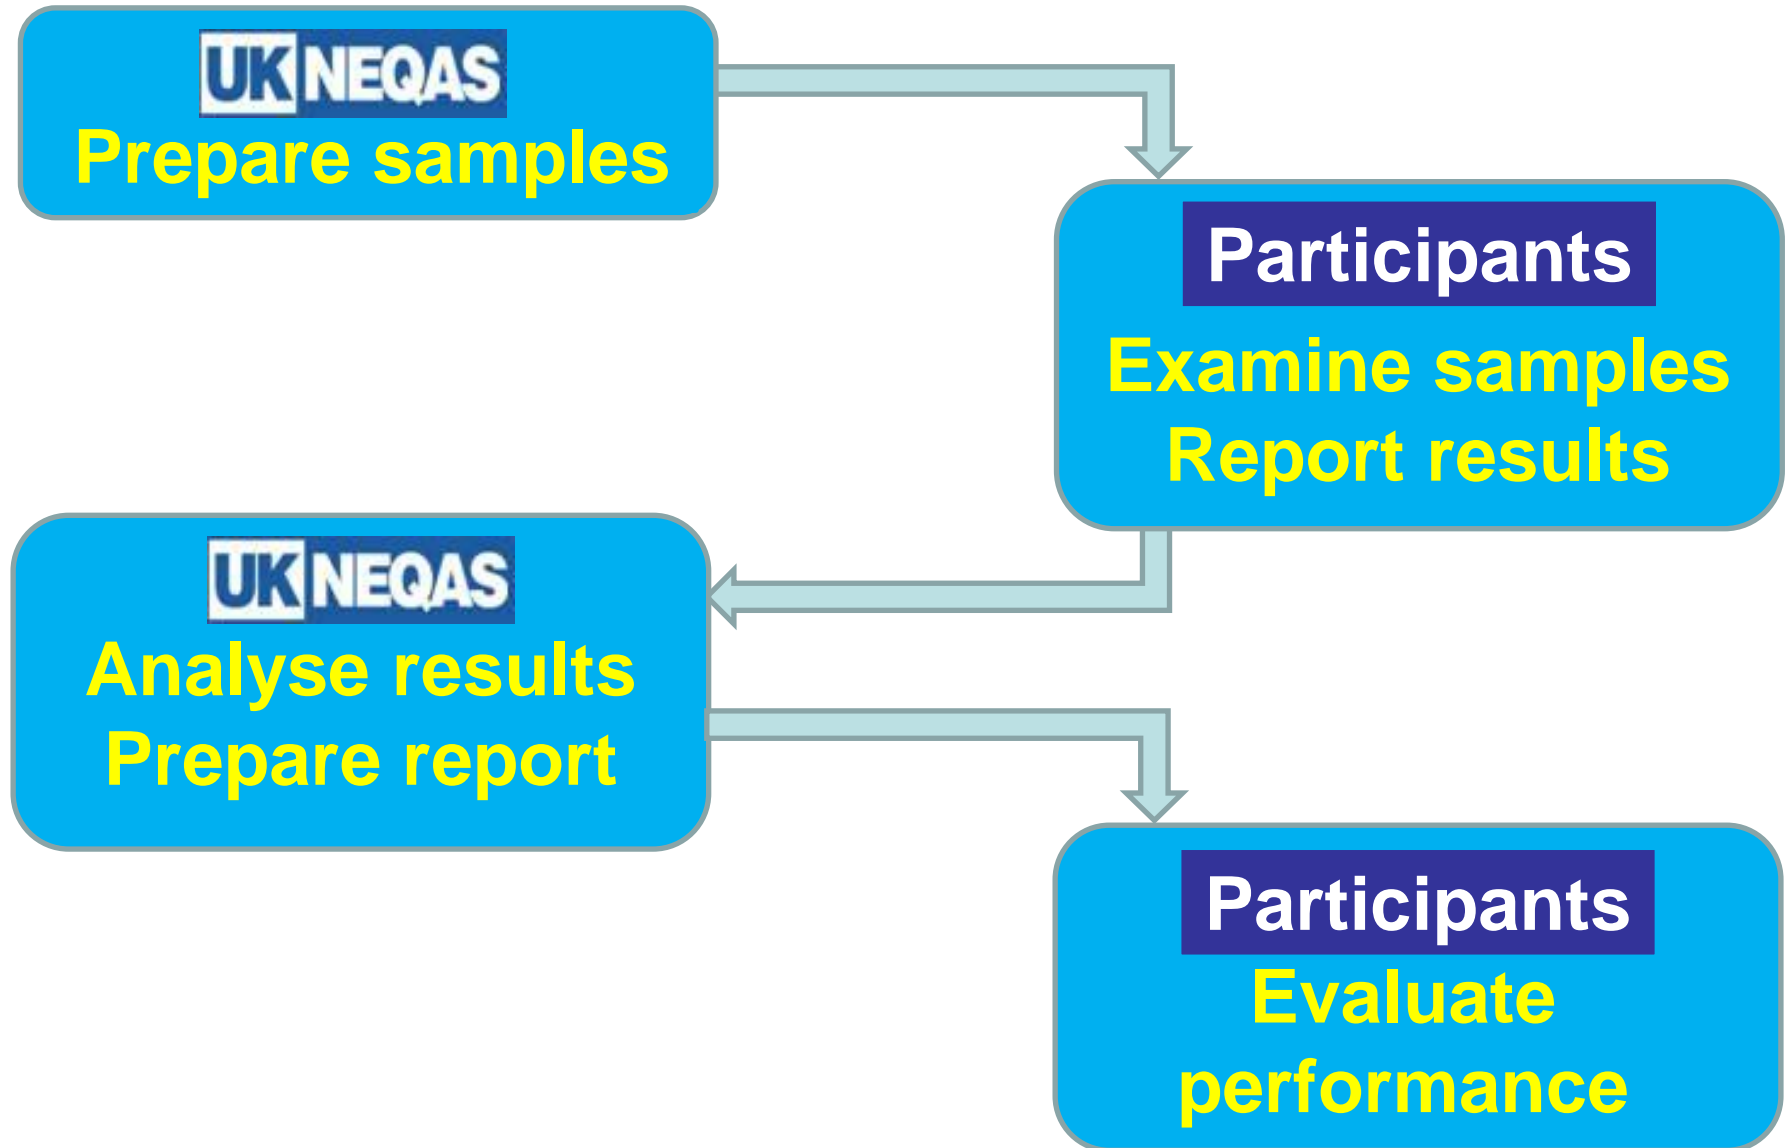 UK NEQAS
Prepare samples
Participants
Examine samples
Report results
UK NEQAS
Analyse results
Prepare report
Participants
Evaluate
performance